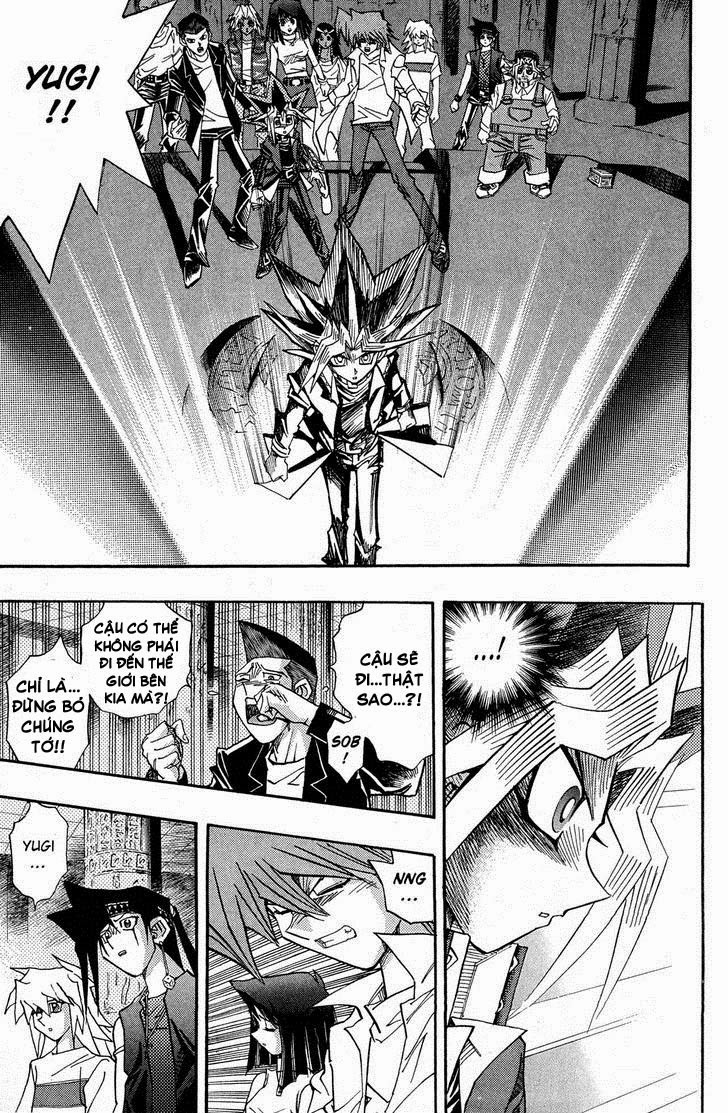 YUGI
!!
...!
CẬU SẼ
ĐI...THẬT
SAO...?!
SOB
!
CẬU CÓ THỂ
KHÔNG PHẢI
ĐI ĐẾN THẾ
GIỚI BÊN
KIA MÀ?!
CHỈ LÀ...
ĐỪNG BỎ
CHÚNG
TỚ!!
NNG
...
YUGI
...